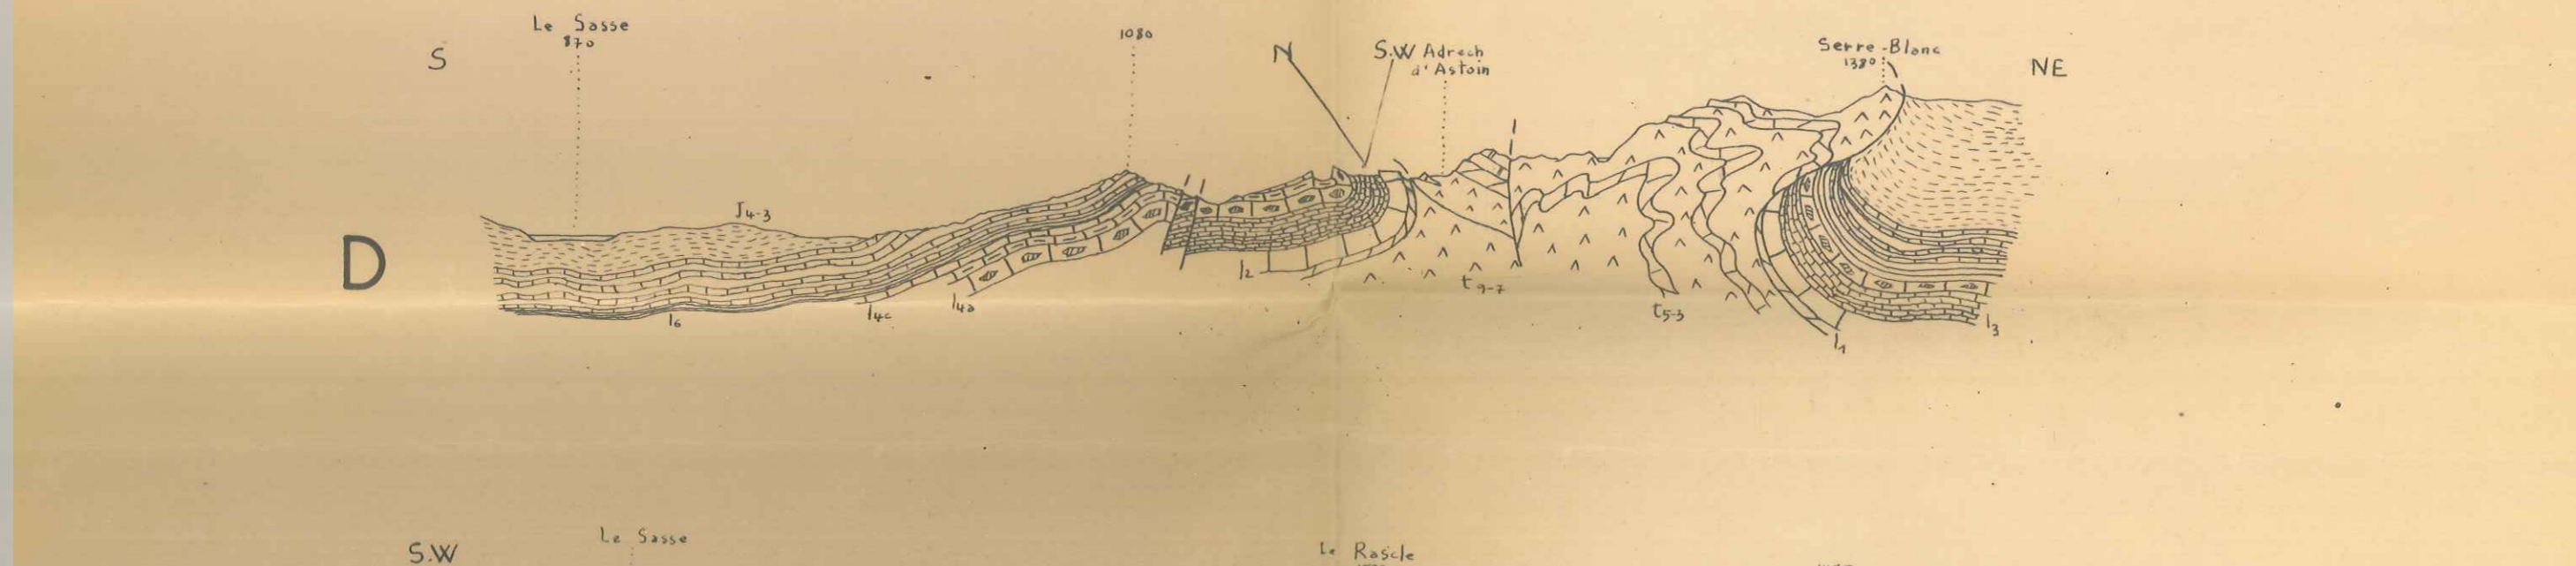 Le Sasse
870
S
1080
N
S.W
Adrech
d'Astoin
Serre-Blanc
1380
NE
D
J4-3
l6
l4c
l4a
l2
t9-7
t5-3
l1
l3
S.W
Le Sasse
Le Rascle